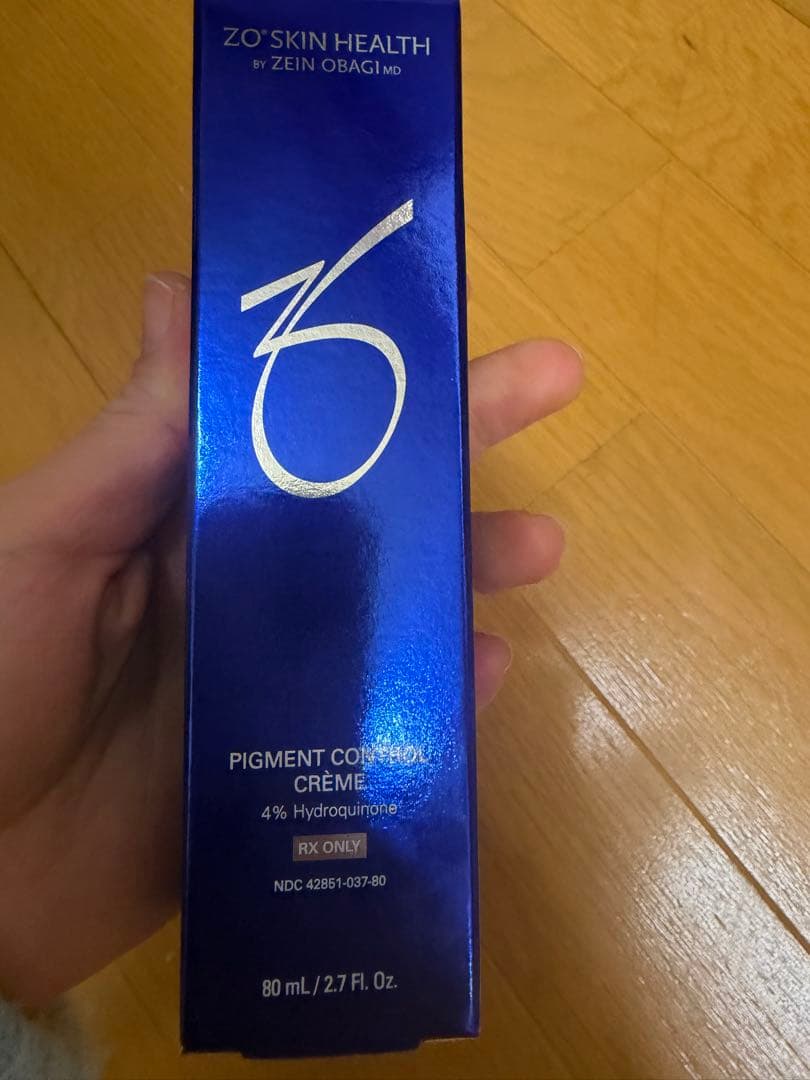 ZO® SKIN HEALTH
BY ZEIN OBAGI MD
ZO
PIGMENT CONTROL
CRÈME
4% Hydroquinone
RX ONLY
NDC 42851-037-80
80 mL / 2.7 Fl. Oz.